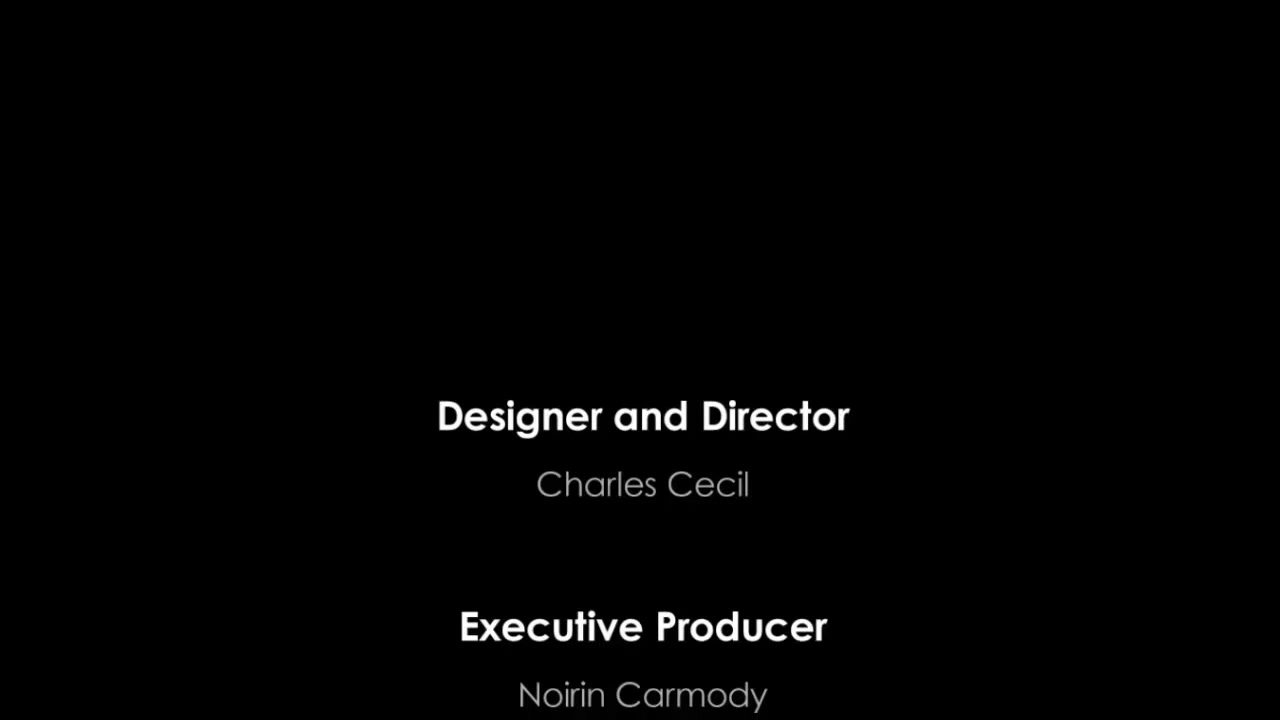 Designer and Director
Charles Cecil
Executive Producer
Noirin Carmody